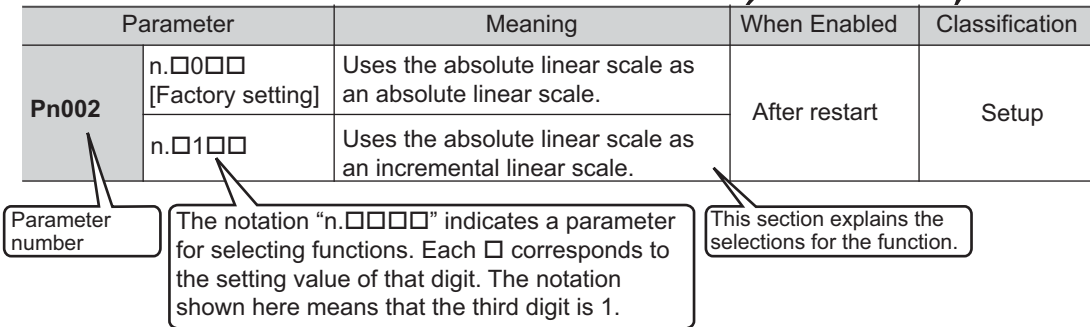 Parameter Meaning When Enabled Classification
Pn002
n.□0□□
[Factory setting]
Uses the absolute linear scale as
an absolute linear scale.
n.□1□□
Uses the absolute linear scale as
an incremental linear scale.
After restart
Setup
Parameter
number
The notation “n.□□□□” indicates a parameter
for selecting functions. Each □ corresponds to
the setting value of that digit. The notation
shown here means that the third digit is 1.
This section explains the
selections for the function.